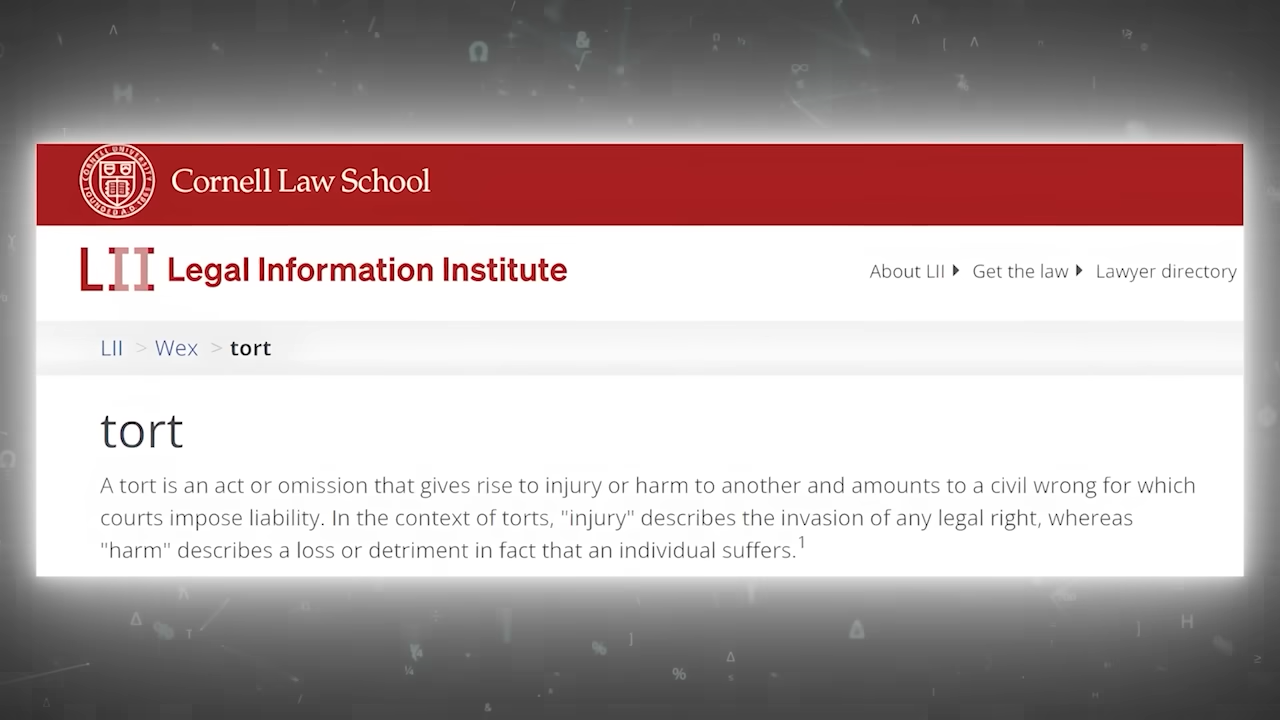 Cornell Law School
LII Legal Information Institute
About LII Get the law Lawyer directory
LII > Wex > tort
tort
A tort is an act or omission that gives rise to injury or harm to another and amounts to a civil wrong for which
courts impose liability. In the context of torts, "injury" describes the invasion of any legal right, whereas
"harm" describes a loss or detriment in fact that an individual suffers.1